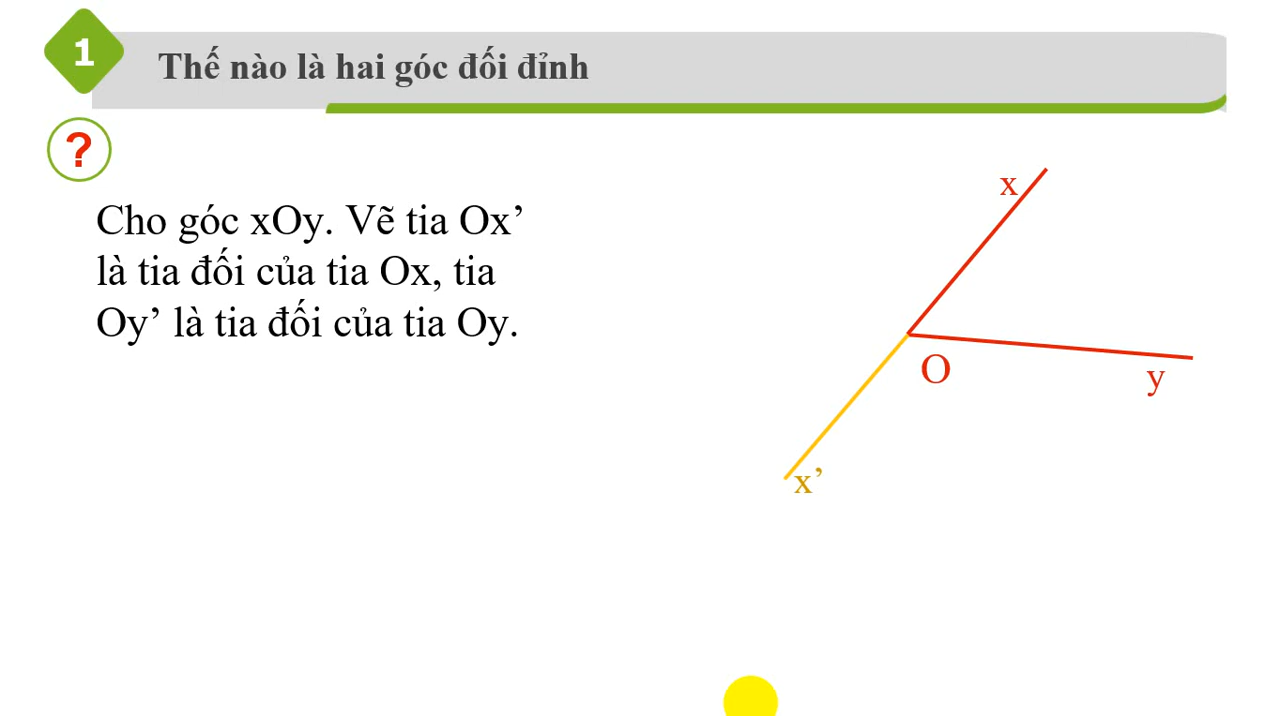 1
Thế nào là hai góc đối đỉnh
?
Cho góc xOy. Vẽ tia Ox’
là tia đối của tia Ox, tia
Oy’ là tia đối của tia Oy.
x
O
y
x’